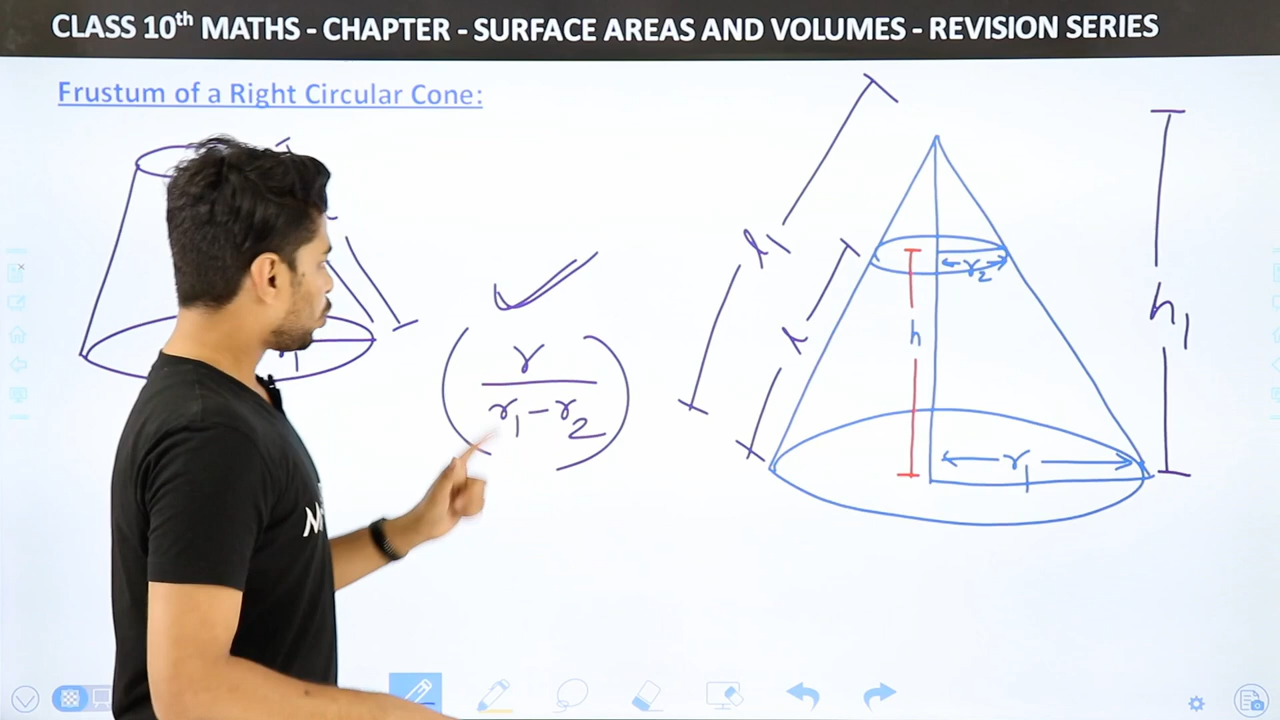 CLASS 10th MATHS - CHAPTER - SURFACE AREAS AND VOLUMES - REVISION SERIES
Frustum of a Right Circular Cone:
r
r1 - r2
l1
l
h
r2
r1
h1
r1